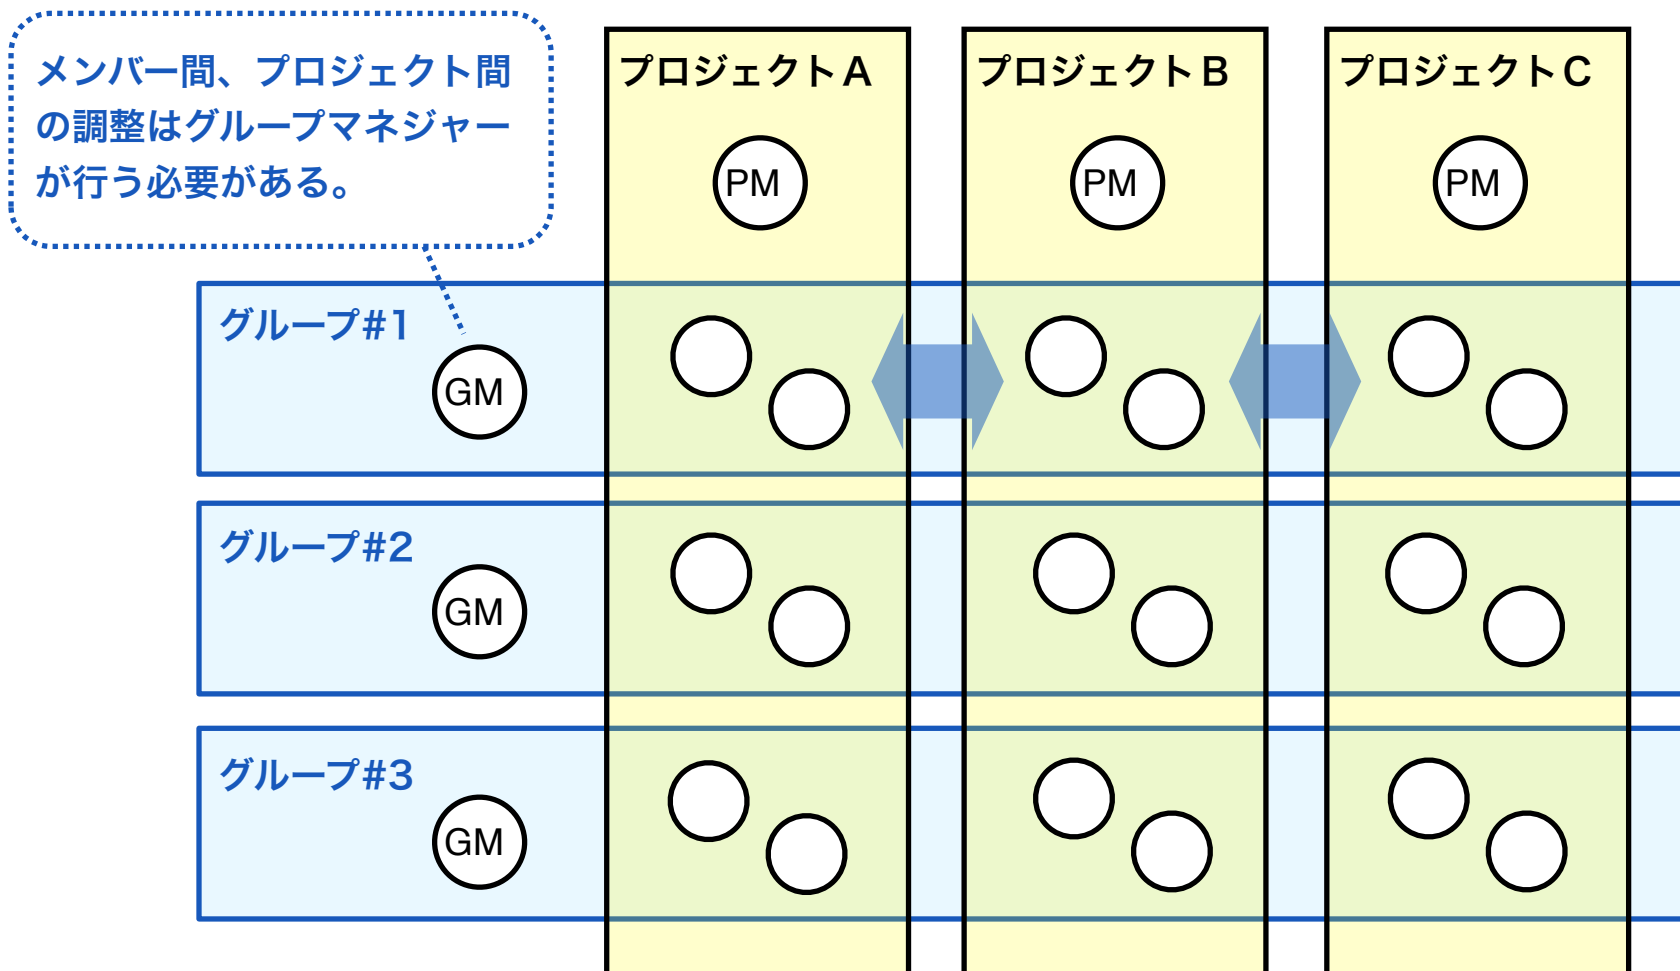 メンバー間、プロジェクト間
の調整はグループマネジャー
が行う必要がある。
プロジェクトA
プロジェクトB
プロジェクトC
PM
PM
PM
グループ#1
GM
グループ#2
GM
グループ#3
GM